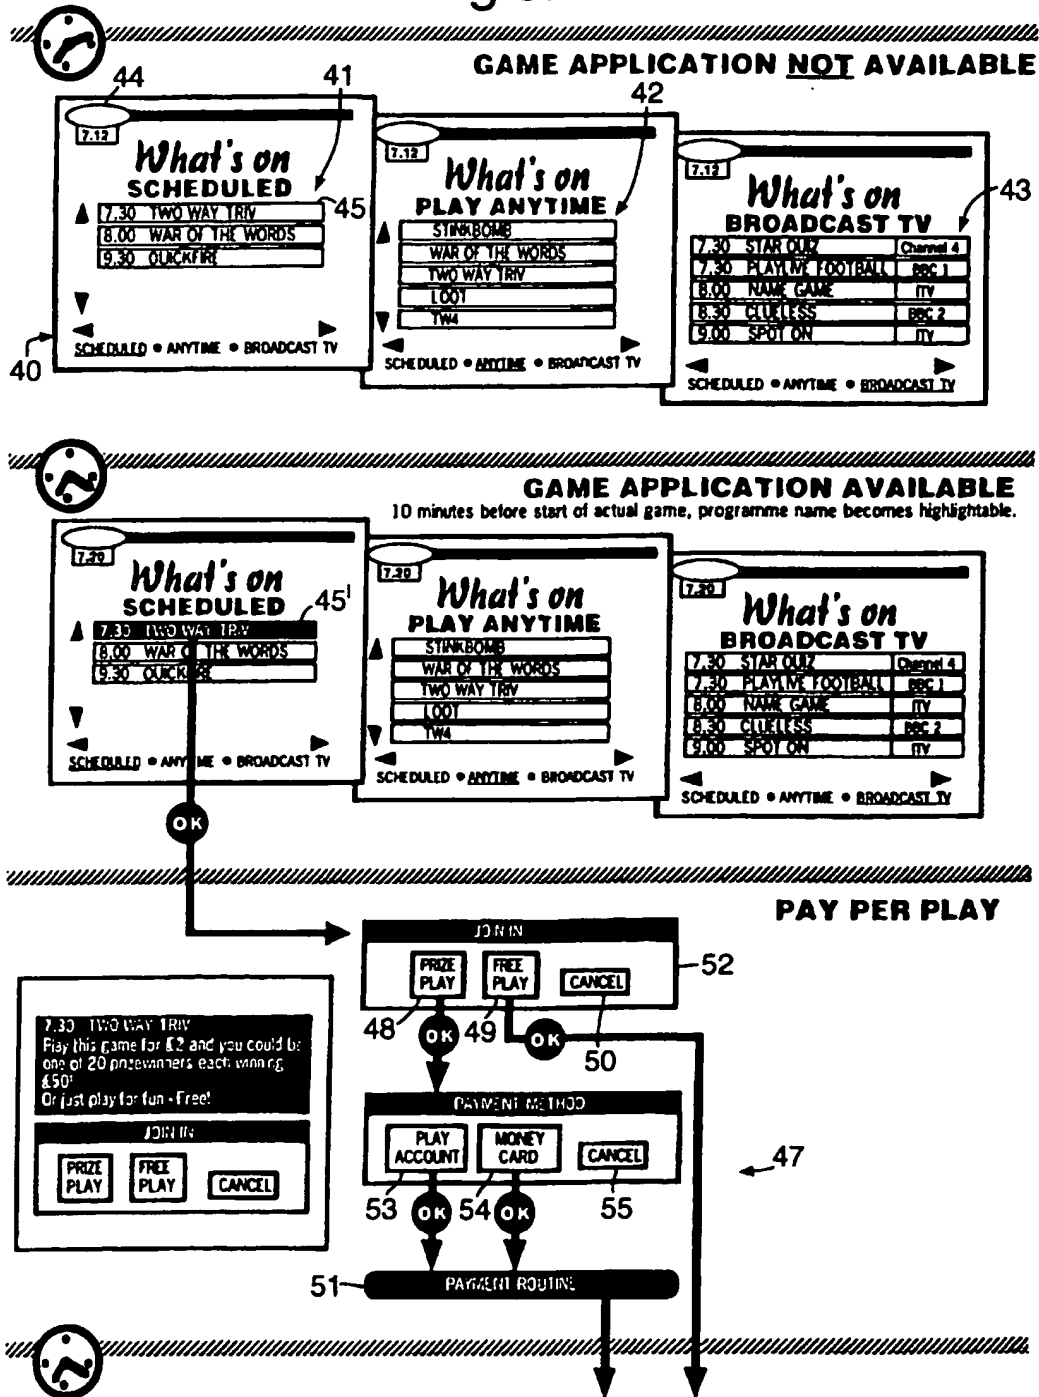 GAME APPLICATION NOT AVAILABLE
44
41
42
7.12
What's on
SCHEDULED
45
7.30 TWO WAY TRIV
8.00 WAR OF THE WORDS
9.30 QUICKFIRE
SCHEDULED • ANYTIME • BROADCAST TV
40
7.12
What's on
PLAY ANYTIME
STINKBOMB
WAR OF THE WORDS
TWO WAY TRIV
LOOT
TW4
SCHEDULED • ANYTIME • BROADCAST TV
7.12
What's on
BROADCAST TV
43
7.30 STAR QUIZ Channel 4
7.30 PLAYLIVE FOOTBALL BBC 1
8.00 NAME GAME ITV
8.30 CLUELESS BBC 2
9.00 SPOT ON ITV
SCHEDULED • ANYTIME • BROADCAST TV
GAME APPLICATION AVAILABLE
10 minutes before start of actual game, programme name becomes highlightable.
7.20
What's on
SCHEDULED
45'
7.30 TWO WAY TRIV
8.00 WAR OF THE WORDS
9.30 QUICKFIRE
SCHEDULED • ANYTIME • BROADCAST TV
7.20
What's on
PLAY ANYTIME
STINKBOMB
WAR OF THE WORDS
TWO WAY TRIV
LOOT
TW4
SCHEDULED • ANYTIME • BROADCAST TV
7.20
What's on
BROADCAST TV
7.30 STAR QUIZ Channel 4
7.30 PLAYLIVE FOOTBALL BBC 1
8.00 NAME GAME ITV
8.30 CLUELESS BBC 2
9.00 SPOT ON ITV
SCHEDULED • ANYTIME • BROADCAST TV
OK
PAY PER PLAY
JOIN IN
PRIZE PLAY
FREE PLAY
CANCEL
52
48
OK
49
OK
50
7.30 TWO WAY TRIV
Play this game for £2 and you could be
one of 20 prizewinners each winning
£50!
Or just play for fun - Free!
JOIN IN
PRIZE PLAY
FREE PLAY
CANCEL
PAYMENT METHOD
PLAY ACCOUNT
MONEY CARD
CANCEL
47
53
OK
54
OK
55
51
PAYMENT ROUTINE